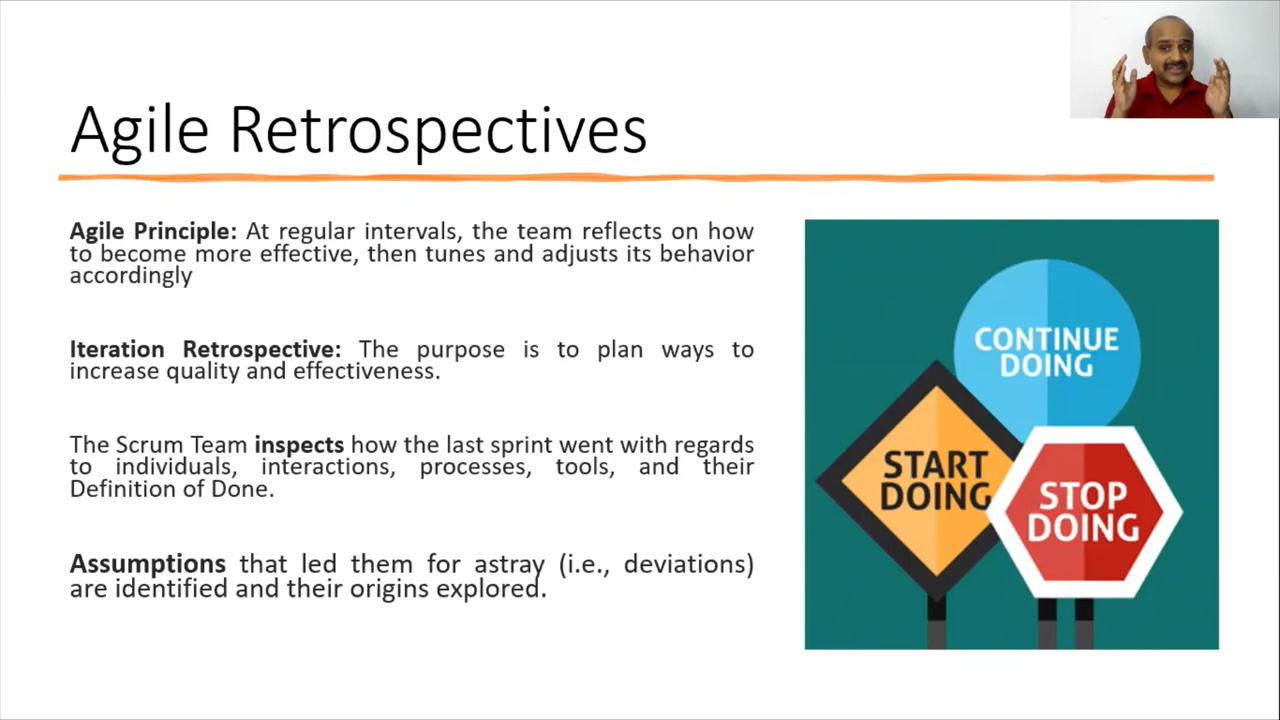 Agile Retrospectives
Agile Principle: At regular intervals, the team reflects on how
to become more effective, then tunes and adjusts its behavior
accordingly
Iteration Retrospective: The purpose is to plan ways to
increase quality and effectiveness.
The Scrum Team inspects how the last sprint went with regards
to individuals, interactions, processes, tools, and their
Definition of Done.
Assumptions that led them for astray (i.e., deviations)
are identified and their origins explored.
CONTINUE
DOING
START
DOING
STOP
DOING